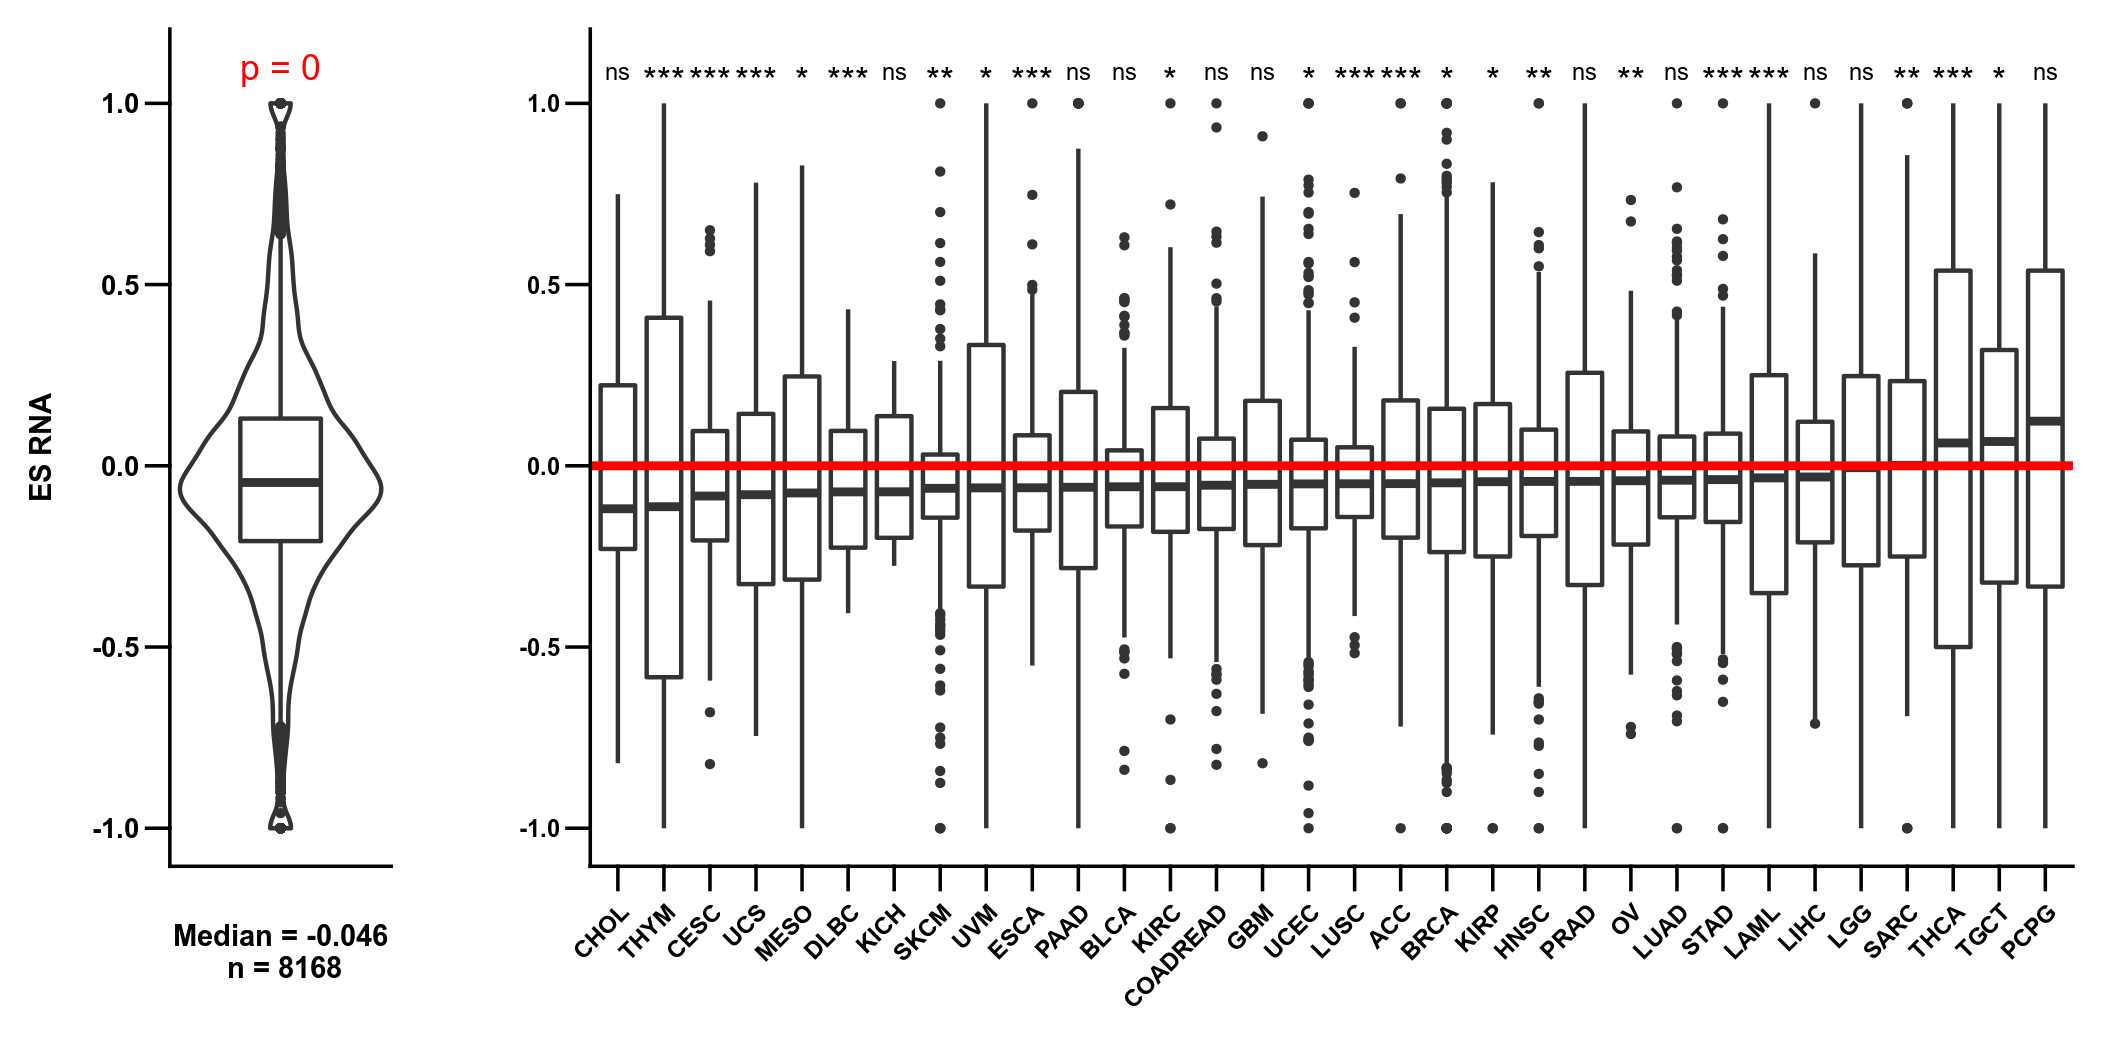 p = 0
ns *** *** *** * *** ns ** * *** ns ns * ns ns * *** *** * * ** ns ** ns *** *** ns ns ** *** * ns
1.0
0.5
0.0
-0.5
-1.0
ES RNA
1.0
0.5
0.0
-0.5
-1.0
Median = -0.046
n = 8168
CHOL
THYM
CESC
UCS
MESO
DLBC
KICH
SKCM
UVM
ESCA
PAAD
BLCA
KIRC
COADREAD
GBM
UCEC
LUSC
ACC
BRCA
KIRP
HNSC
PRAD
OV
LUAD
STAD
LAML
LIHC
LGG
SARC
THCA
TGCT
PCPG